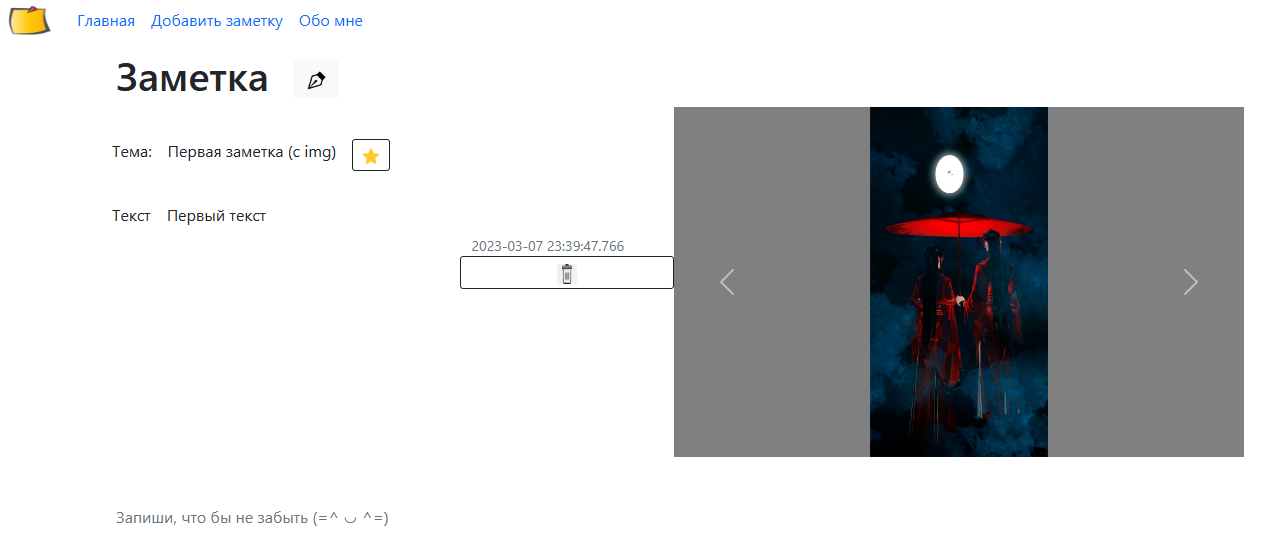 Главная Добавить заметку Обо мне
Заметка
Тема: Первая заметка (с img)
Текст Первый текст
2023-03-07 23:39:47.766
Запиши, что бы не забыть (=^ ◡ ^=)